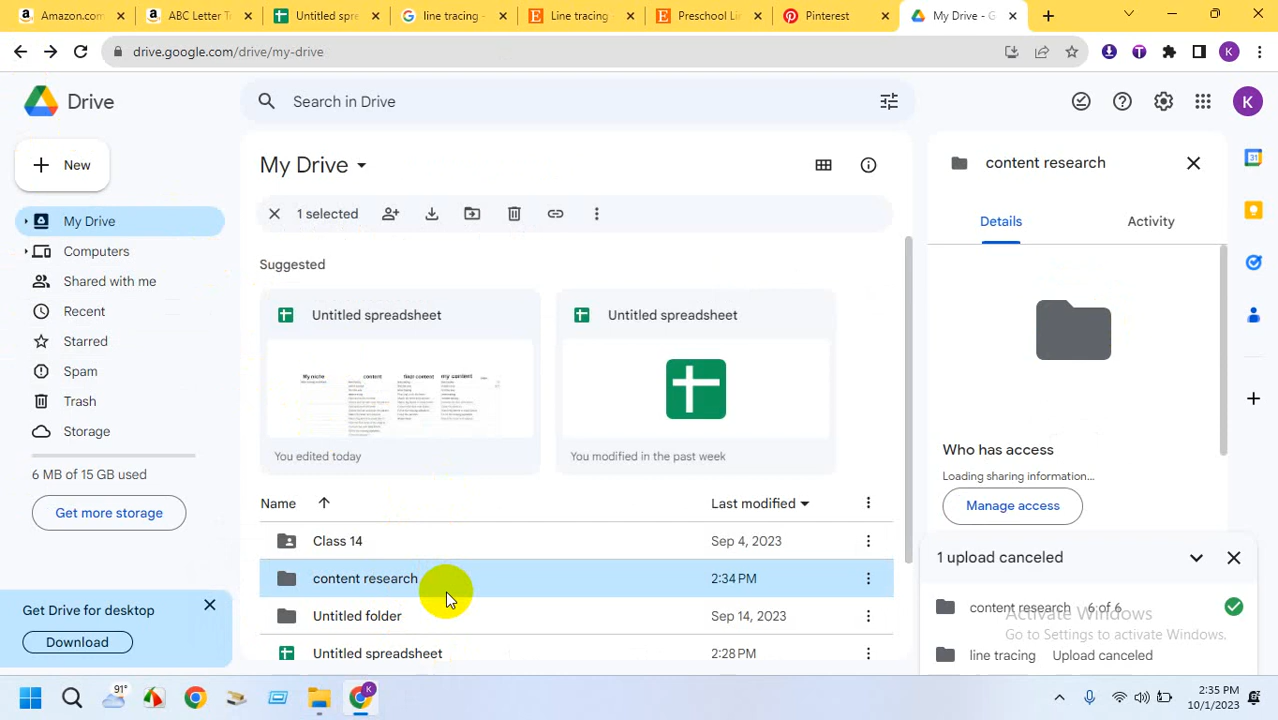 Amazon.com
ABC Letter T
Untitled spre
line tracing -
Line tracing
Preschool Li
Pinterest
My Drive - G
drive.google.com/drive/my-drive
T
K
Drive
Search in Drive
K
New
My Drive
content research
1 selected
My Drive
Details
Activity
Computers
Suggested
Shared with me
Recent
Untitled spreadsheet
Untitled spreadsheet
Starred
Spam
My niche
content
my content
Trash
Storage
Who has access
You edited today
You modified in the past week
6 MB of 15 GB used
Loading sharing information...
Get more storage
Name
Last modified
Manage access
Class 14
Sep 4, 2023
1 upload canceled
content research
2:34 PM
Get Drive for desktop
content research 6 of 6
Activate Windows
Untitled folder
Sep 14, 2023
Go to Settings to activate Windows.
Download
Untitled spreadsheet
2:28 PM
line tracing Upload canceled
91°
K
2:35 PM
10/1/2023